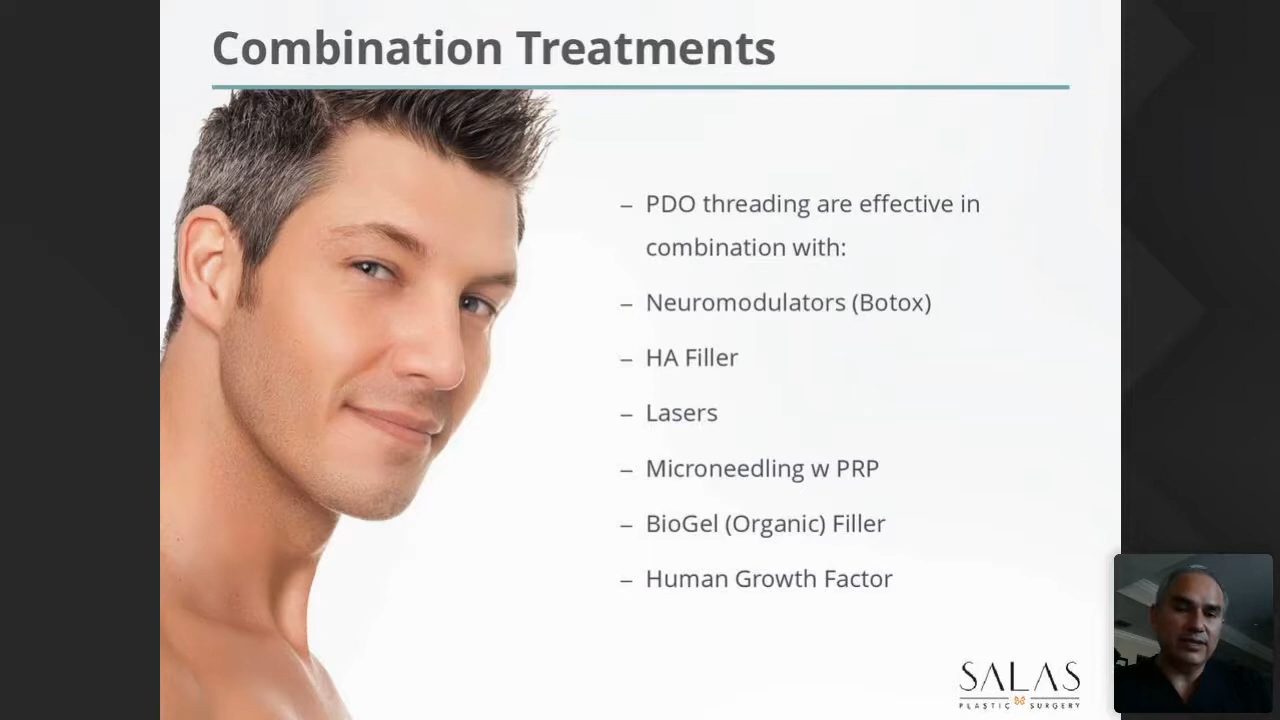 Combination Treatments
– PDO threading are effective in
combination with:
– Neuromodulators (Botox)
– HA Filler
– Lasers
– Microneedling w PRP
– BioGel (Organic) Filler
– Human Growth Factor
SALAS
PLASTIC SURGERY